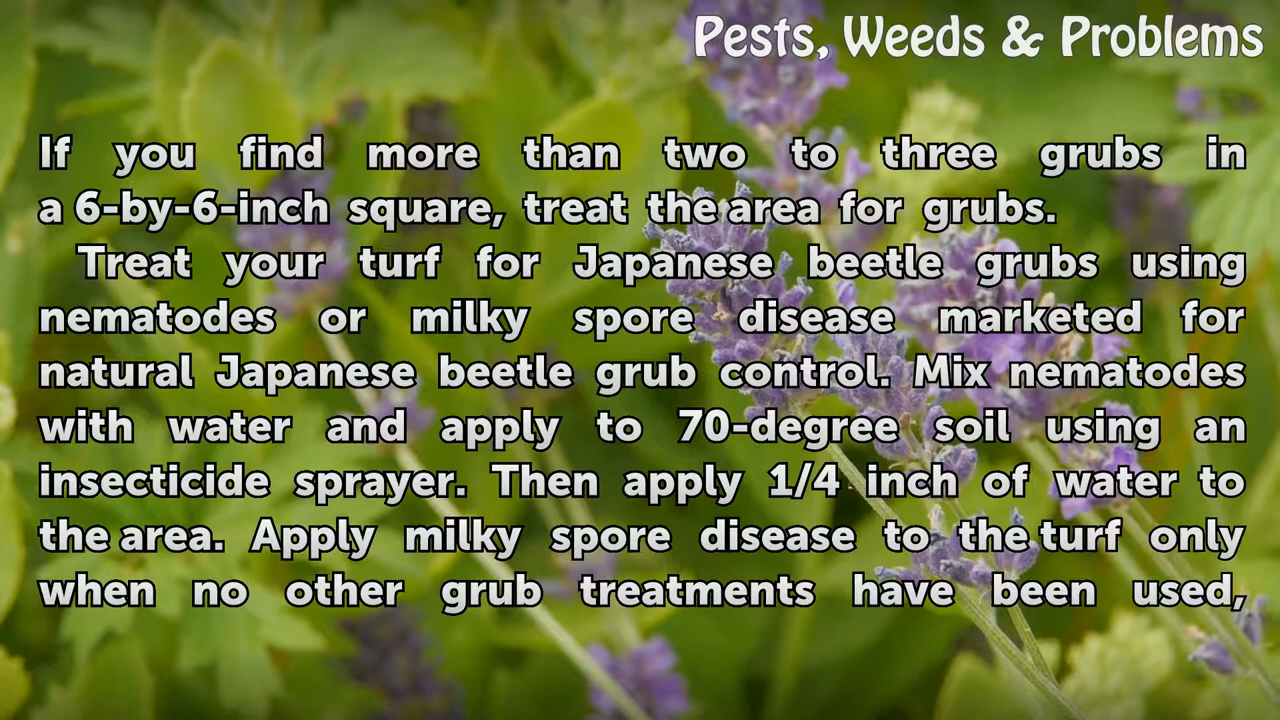 Pests, Weeds & Problems
If you find more than two to three grubs in
a 6-by-6-inch square, treat the area for grubs.
Treat your turf for Japanese beetle grubs using
nematodes or milky spore disease marketed for
natural Japanese beetle grub control. Mix nematodes
with water and apply to 70-degree soil using an
insecticide sprayer. Then apply 1/4 inch of water to
the area. Apply milky spore disease to the turf only
when no other grub treatments have been used,